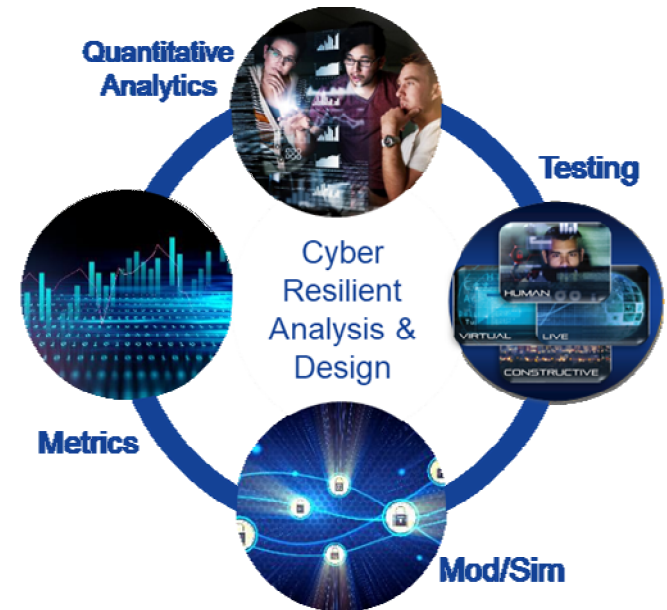 Quantitative
Analytics
Testing
Cyber
Resilient
Analysis &
Design
HUMAN
VIRTUAL
LIVE
CONSTRUCTIVE
Metrics
Mod/Sim